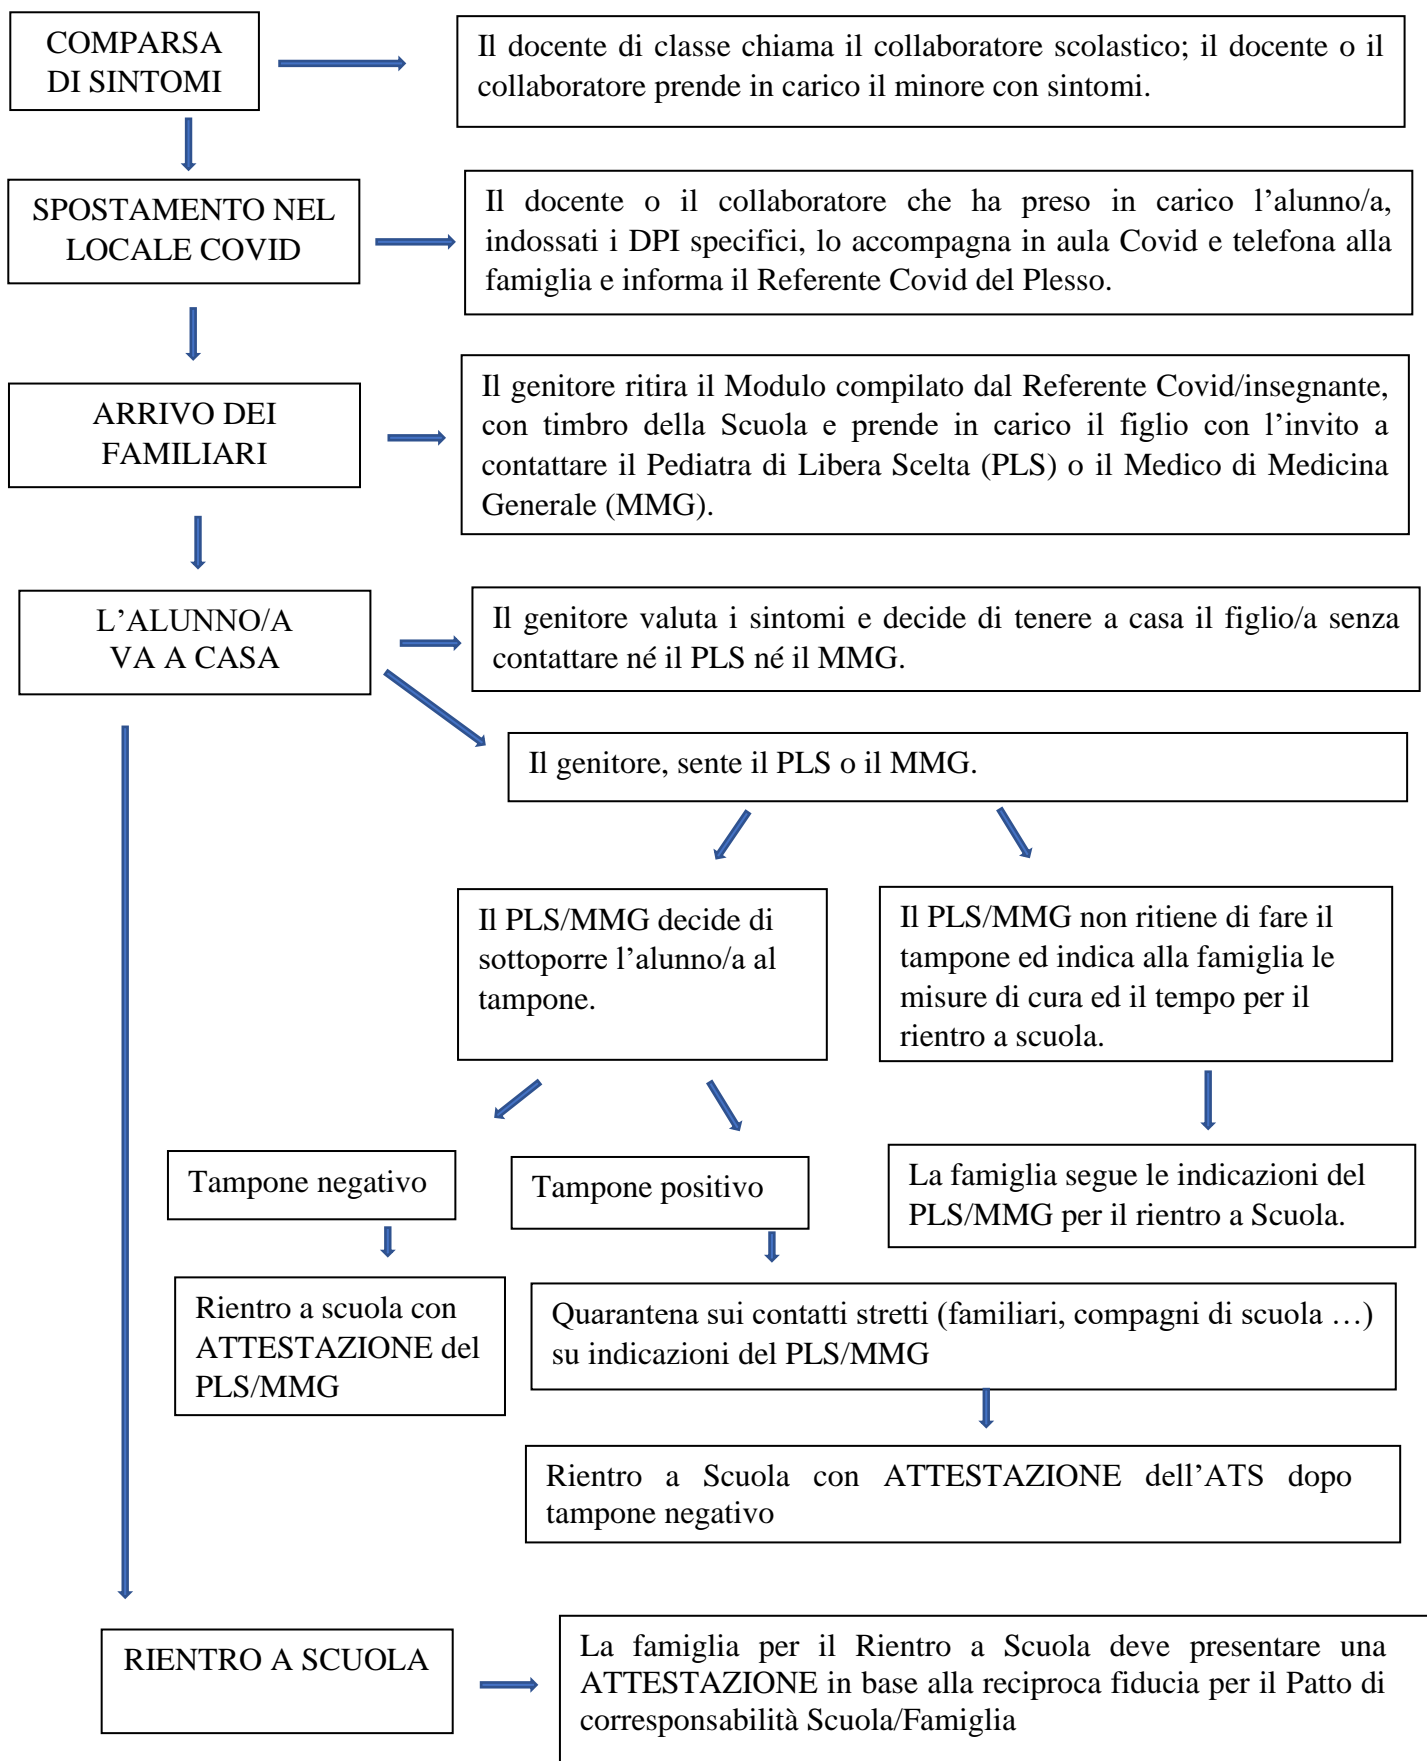 COMPARSA
DI SINTOMI
Il docente di classe chiama il collaboratore scolastico; il docente o il
collaboratore prende in carico il minore con sintomi.
SPOSTAMENTO NEL
LOCALE COVID
Il docente o il collaboratore che ha preso in carico l’alunno/a,
indossati i DPI specifici, lo accompagna in aula Covid e telefona alla
famiglia e informa il Referente Covid del Plesso.
ARRIVO DEI
FAMILIARI
Il genitore ritira il Modulo compilato dal Referente Covid/insegnante,
con timbro della Scuola e prende in carico il figlio con l’invito a
contattare il Pediatra di Libera Scelta (PLS) o il Medico di Medicina
Generale (MMG).
L’ALUNNO/A
VA A CASA
Il genitore valuta i sintomi e decide di tenere a casa il figlio/a senza
contattare né il PLS né il MMG.
Il genitore, sente il PLS o il MMG.
Il PLS/MMG decide di
sottoporre l’alunno/a al
tampone.
Il PLS/MMG non ritiene di fare il
tampone ed indica alla famiglia le
misure di cura ed il tempo per il
rientro a scuola.
Tampone negativo
Tampone positivo
La famiglia segue le indicazioni del
PLS/MMG per il rientro a Scuola.
Rientro a scuola con
ATTESTAZIONE del
PLS/MMG
Quarantena sui contatti stretti (familiari, compagni di scuola …)
su indicazioni del PLS/MMG
Rientro a Scuola con ATTESTAZIONE dell’ATS dopo
tampone negativo
RIENTRO A SCUOLA
La famiglia per il Rientro a Scuola deve presentare una
ATTESTAZIONE in base alla reciproca fiducia per il Patto di
corresponsabilità Scuola/Famiglia